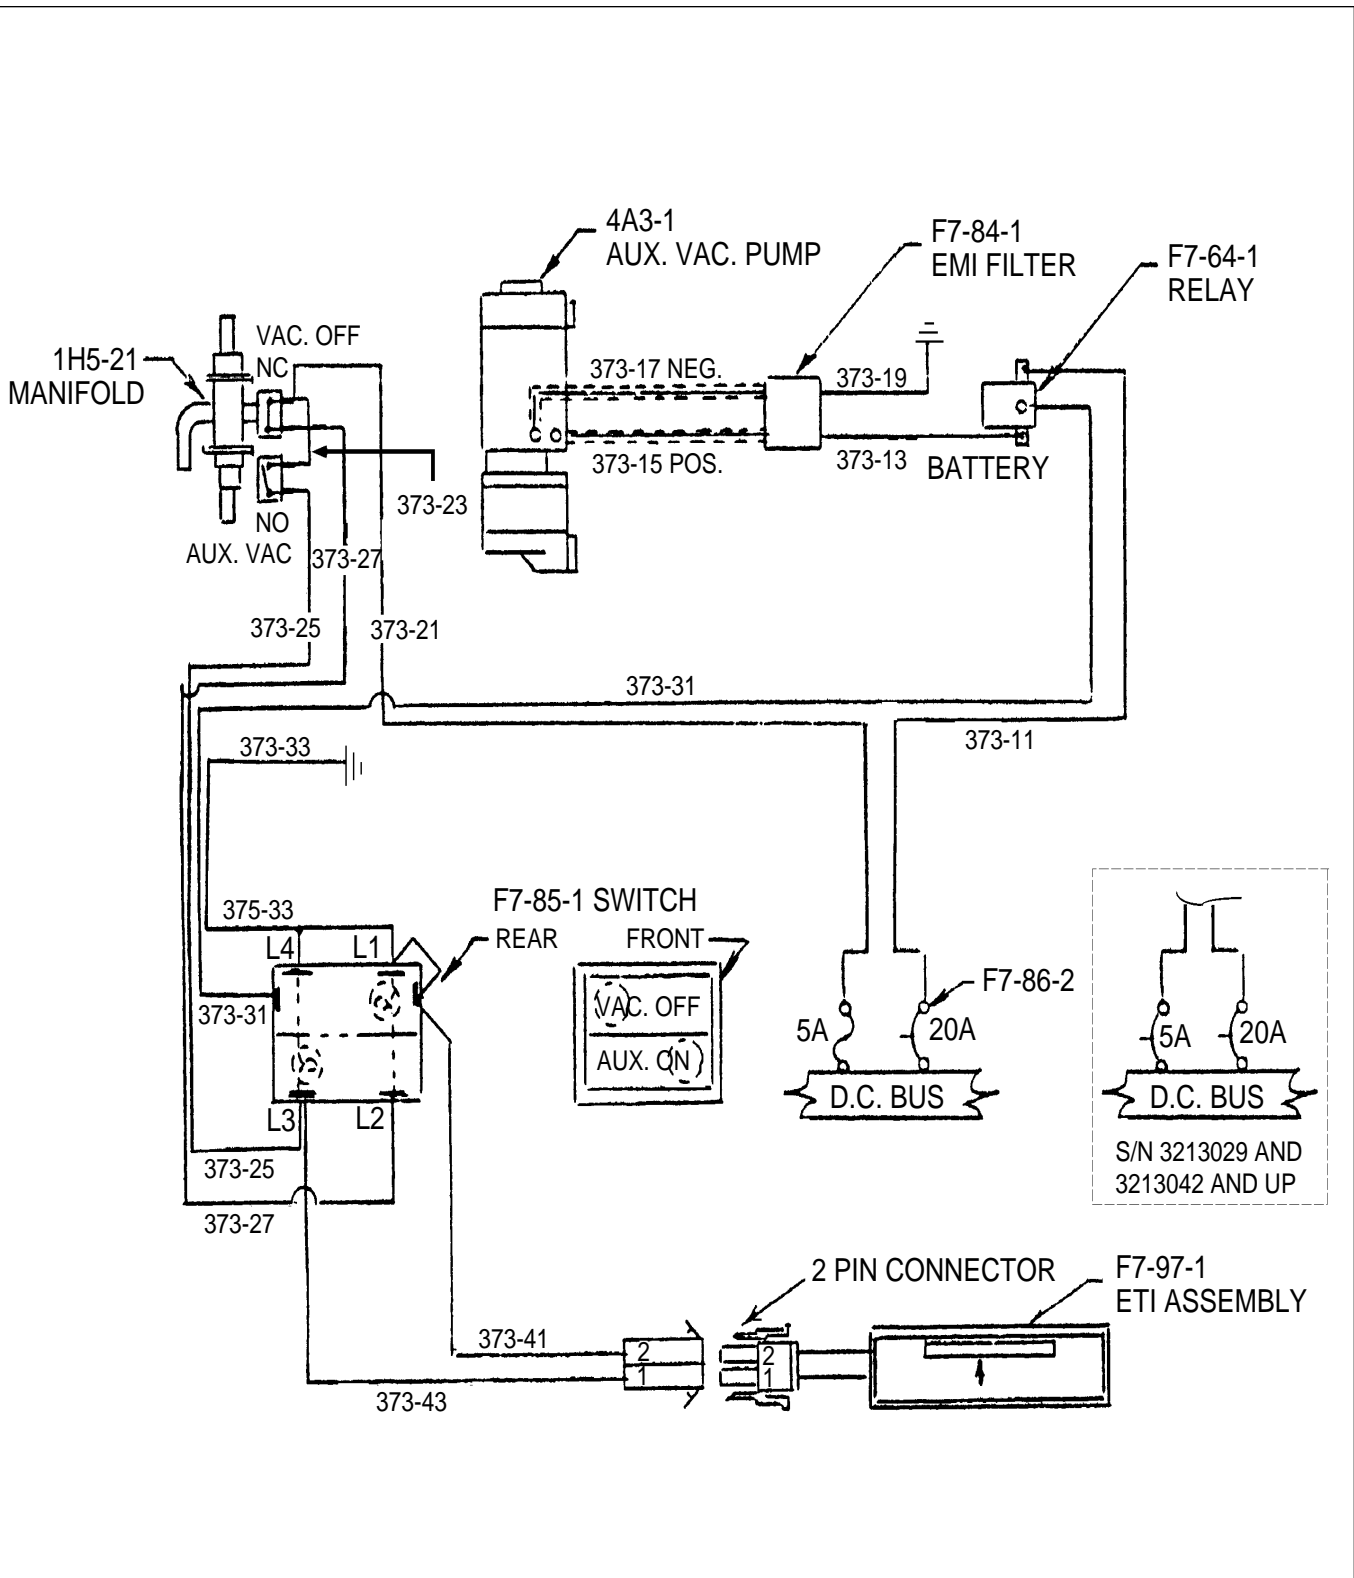 4A3-1
AUX. VAC. PUMP
F7-84-1
EMI FILTER
F7-64-1
RELAY
1H5-21
MANIFOLD
VAC. OFF
NC
373-17 NEG.
373-19
373-15 POS.
373-13
BATTERY
373-23
NO
AUX. VAC
373-27
373-25
373-21
373-31
373-11
373-33
375-33
F7-85-1 SWITCH
REAR
FRONT
L4
L1
373-31
VAC. OFF
AUX. ON
L3
L2
373-25
373-27
F7-86-2
5A
20A
D.C. BUS
5A
20A
D.C. BUS
S/N 3213029 AND
3213042 AND UP
2 PIN CONNECTOR
F7-97-1
ETI ASSEMBLY
373-41
2
1
2
1
373-43